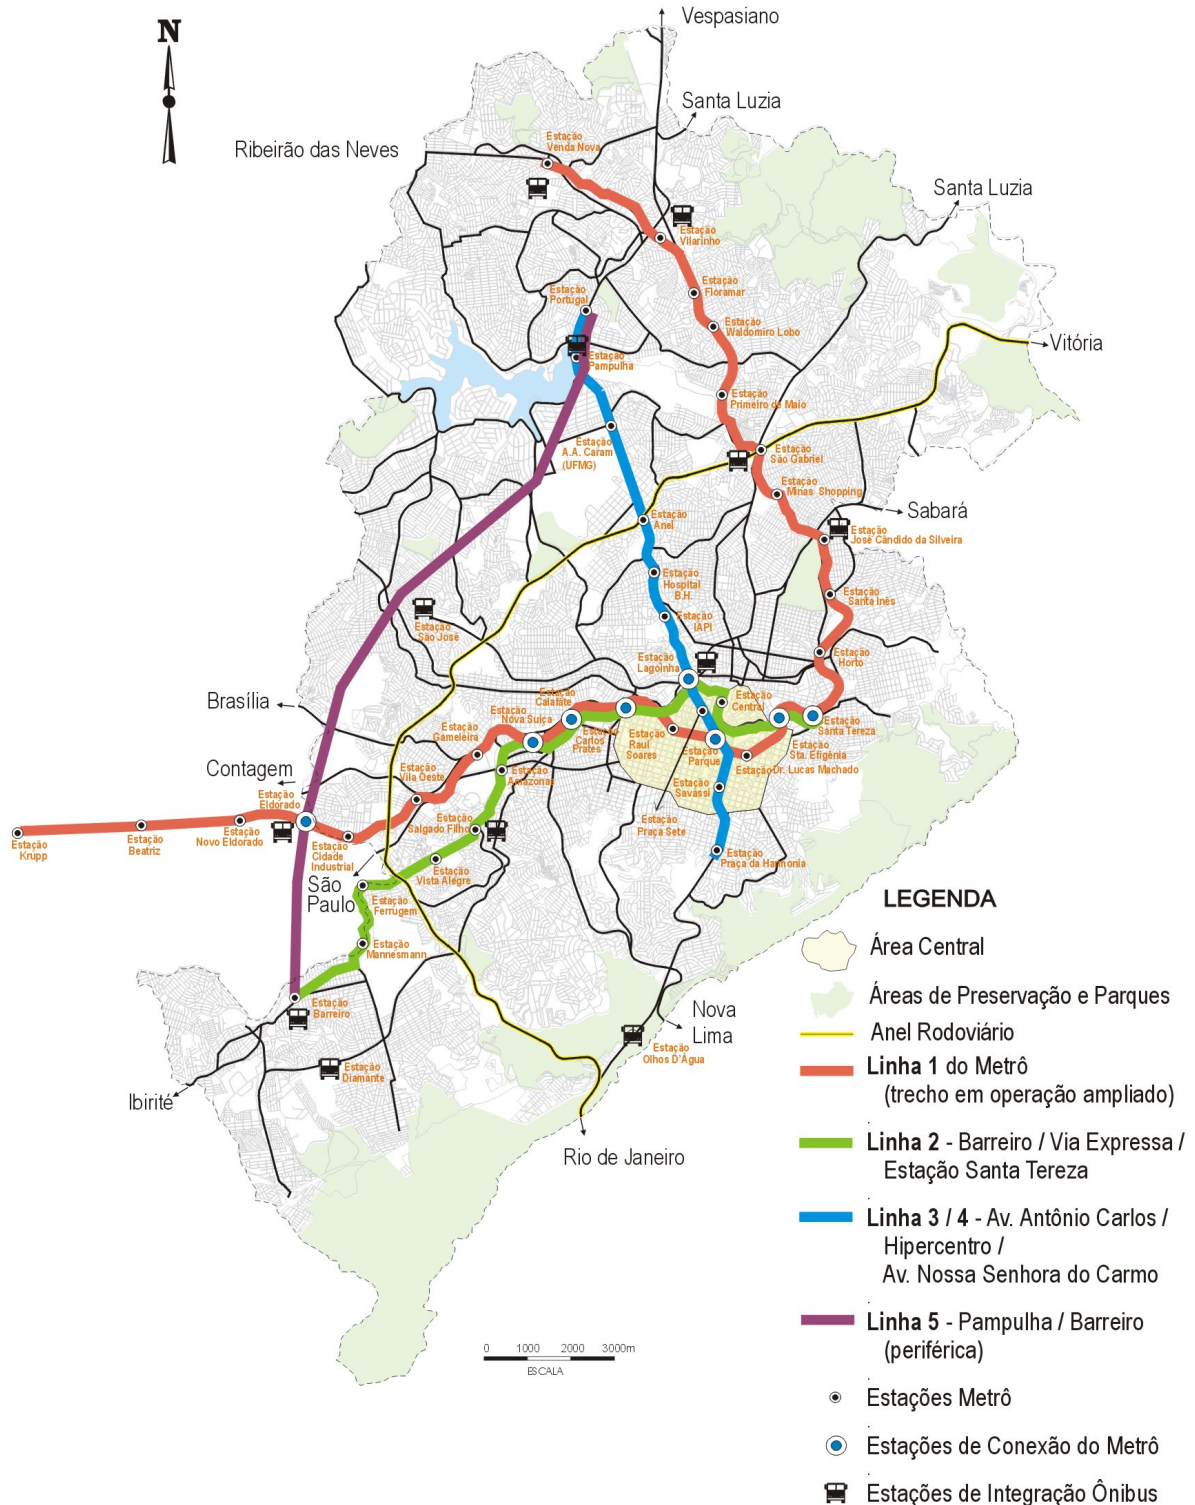 Vespasiano
N
Santa Luzia
Estação
Venda Nova
Ribeirão das Neves
Santa Luzia
Estação
Vilarinho
Estação
Floramar
Estação
Portugal
Estação
Waldomiro Lobo
Vitória
Estação
Pampulha
Estação
Primeiro de Maio
Estação
A.A. Caram
(UFMG)
Estação
São Gabriel
Estação
Minas Shopping
Sabará
Estação
Anel
Estação
José Cândido da Silveira
Estação
Hospital
B.H.
Estação
Santa Inês
Estação
São José
Estação
IAPI
Estação
Horto
Estação
Lagoinha
Brasília
Estação
Calafate
Estação
Nova Suiça
Estação
Central
Estação
Santa Tereza
Estação
Gameleira
Estação
Carlos
Prates
Estação
Raul
Soares
Estação
Parque
Estação
Sta. Efigênia
Estação Dr. Lucas Machado
Contagem
Estação
Vila Oeste
Estação
Amazonas
Estação
Savassi
Estação
Eldorado
Estação
Salgado Filho
Estação
Praça Sete
Estação
Krupp
Estação
Beatriz
Estação
Novo Eldorado
Estação
Cidade
Industrial
Estação
Vista Alegre
Estação
Praça da Harmonia
São
Paulo
Estação
Ferrugem
Estação
Mannesmann
Estação
Barreiro
Nova
Lima
Estação
Olhos D'Água
Estação
Diamante
Ibirité
Rio de Janeiro
0 1000 2000 3000m
ESCALA
LEGENDA
Área Central
Áreas de Preservação e Parques
Anel Rodoviário
Linha 1 do Metrô
(trecho em operação ampliado)
Linha 2 - Barreiro / Via Expressa /
Estação Santa Tereza
Linha 3 / 4 - Av. Antônio Carlos /
Hipercentro /
Av. Nossa Senhora do Carmo
Linha 5 - Pampulha / Barreiro
(periférica)
Estações Metrô
Estações de Conexão do Metrô
Estações de Integração Ônibus